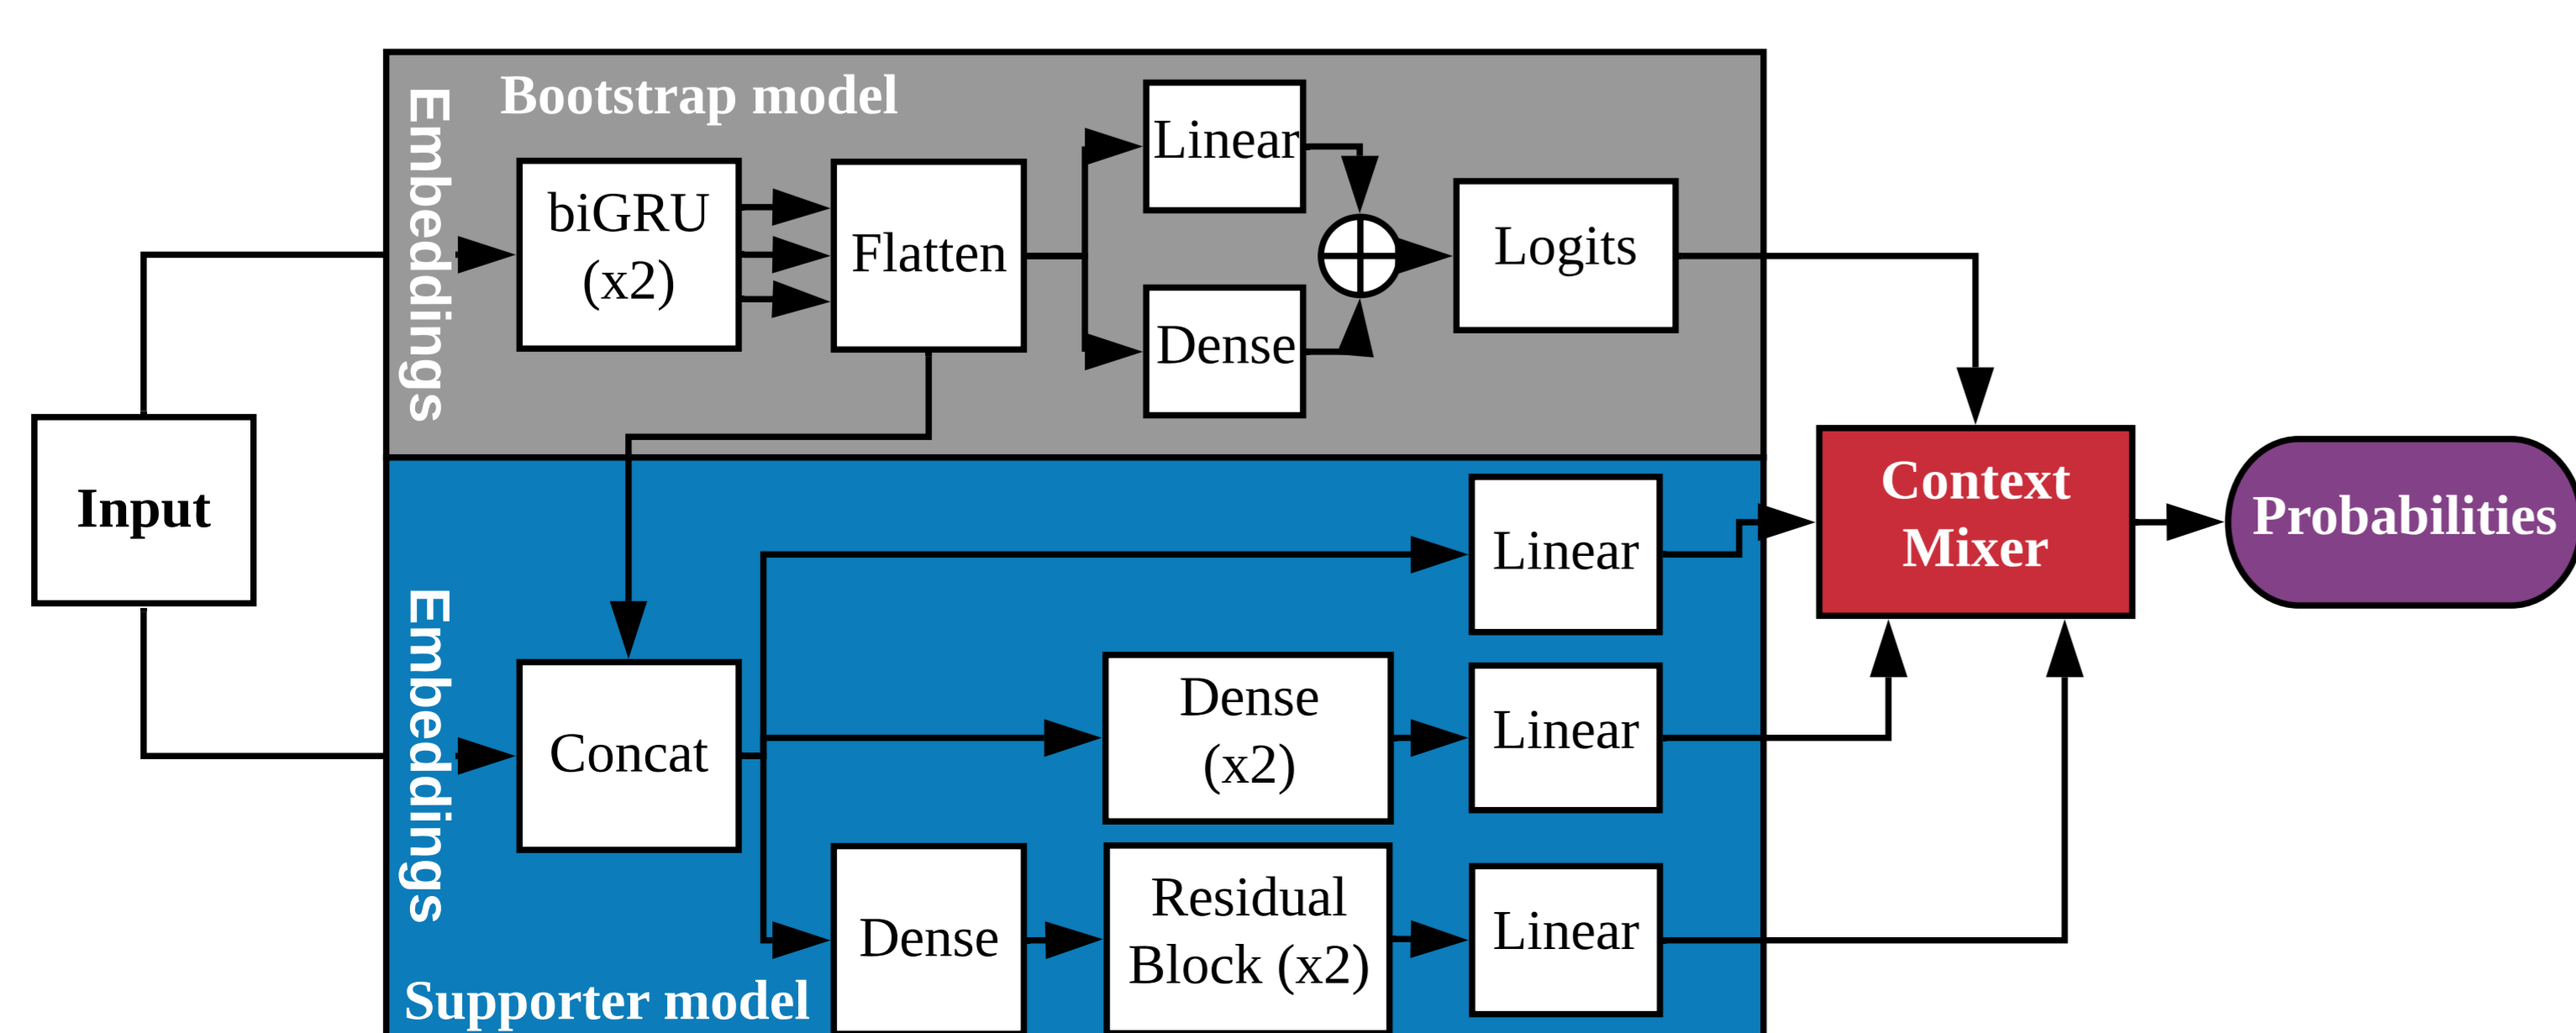 Bootstrap model
Embeddings
biGRU
(x2)
Flatten
Linear
Dense
Logits
Input
Context
Mixer
Probabilities
Embeddings
Concat
Linear
Dense
(x2)
Linear
Dense
Residual
Block (x2)
Linear
Supporter model